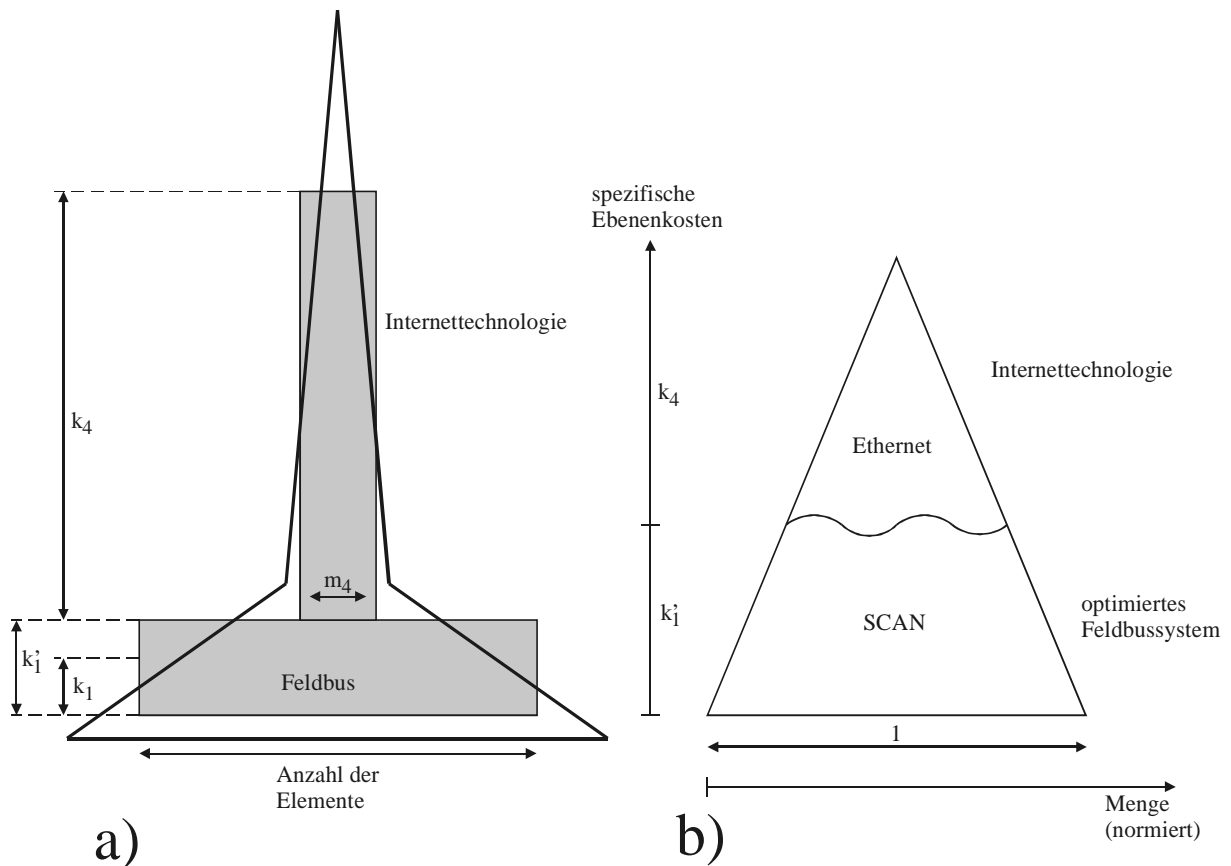 Internettechnologie
k4
m4
k1'
k1
Feldbus
Anzahl der
Elemente
a)
spezifische
Ebenenkosten
k4
Internettechnologie
Ethernet
k1'
SCAN
optimiertes
Feldbussystem
1
Menge
(normiert)
b)